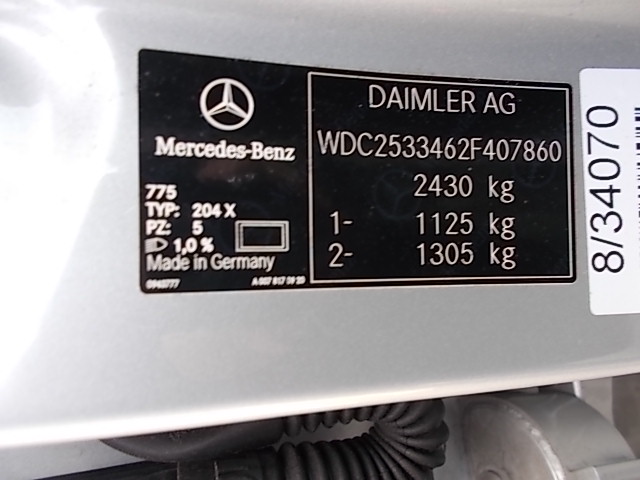 Mercedes-Benz
775
TYP: 204 X
PZ: 5
1,0 %
Made in Germany
DAIMLER AG
WDC2533462F407860
2430 kg
1- 1125 kg
2- 1305 kg
8/34070